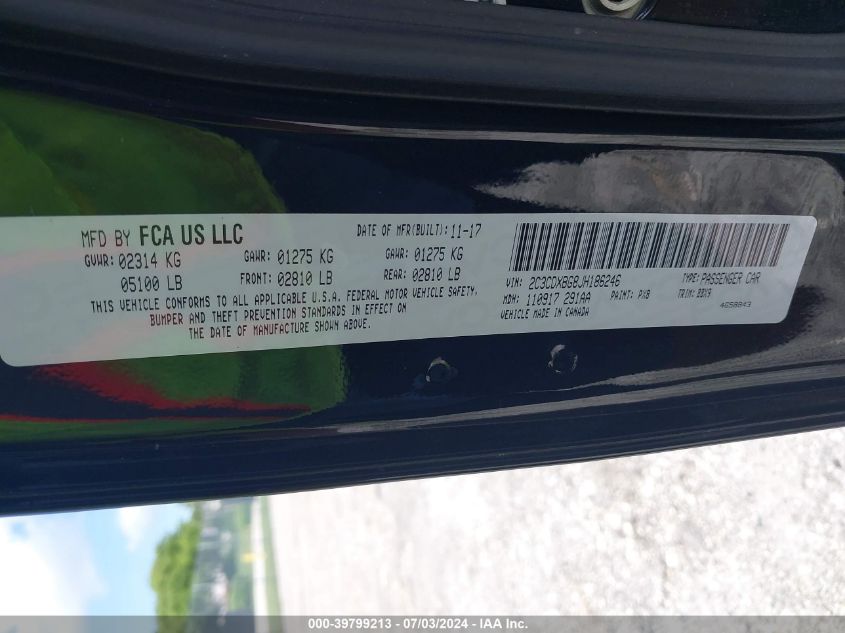 MFD BY FCA US LLC
DATE OF MFR(BUILT): 11-17
GVWR: 02314 KG
GAWR: 01275 KG
GAWR: 01275 KG
05100 LB
FRONT: 02810 LB
REAR: 02810 LB
THIS VEHICLE CONFORMS TO ALL APPLICABLE U.S.A. FEDERAL MOTOR VEHICLE SAFETY,
BUMPER AND THEFT PREVENTION STANDARDS IN EFFECT ON
THE DATE OF MANUFACTURE SHOWN ABOVE.
VIN: 2C3CDXBG8JH186246
TYPE: PASSENGER CAR
MDH: 110917 291AA
PAINT: PX8
TRIM: BBX9
VEHICLE MADE IN CANADA
4G58843
000-39799213 - 07/03/2024 - IAA Inc.